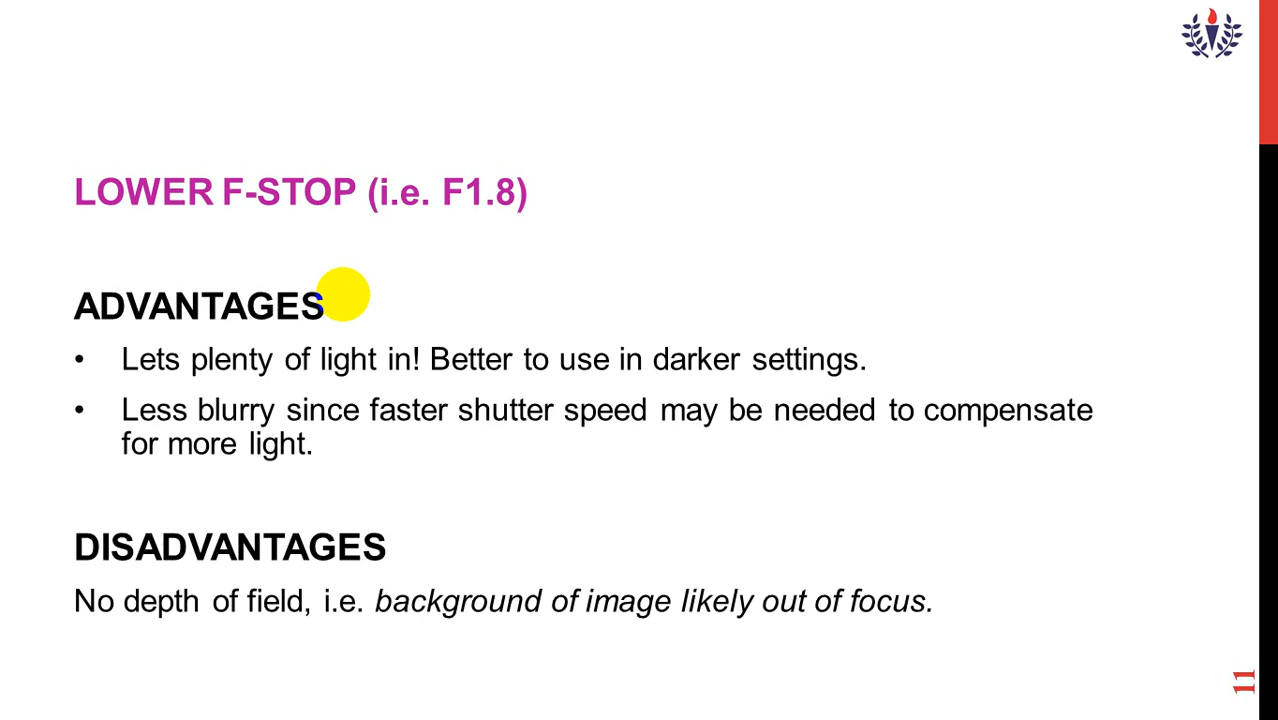 LOWER F-STOP (i.e. F1.8)
ADVANTAGES
• Lets plenty of light in! Better to use in darker settings.
• Less blurry since faster shutter speed may be needed to compensate
for more light.
DISADVANTAGES
No depth of field, i.e. background of image likely out of focus.
11